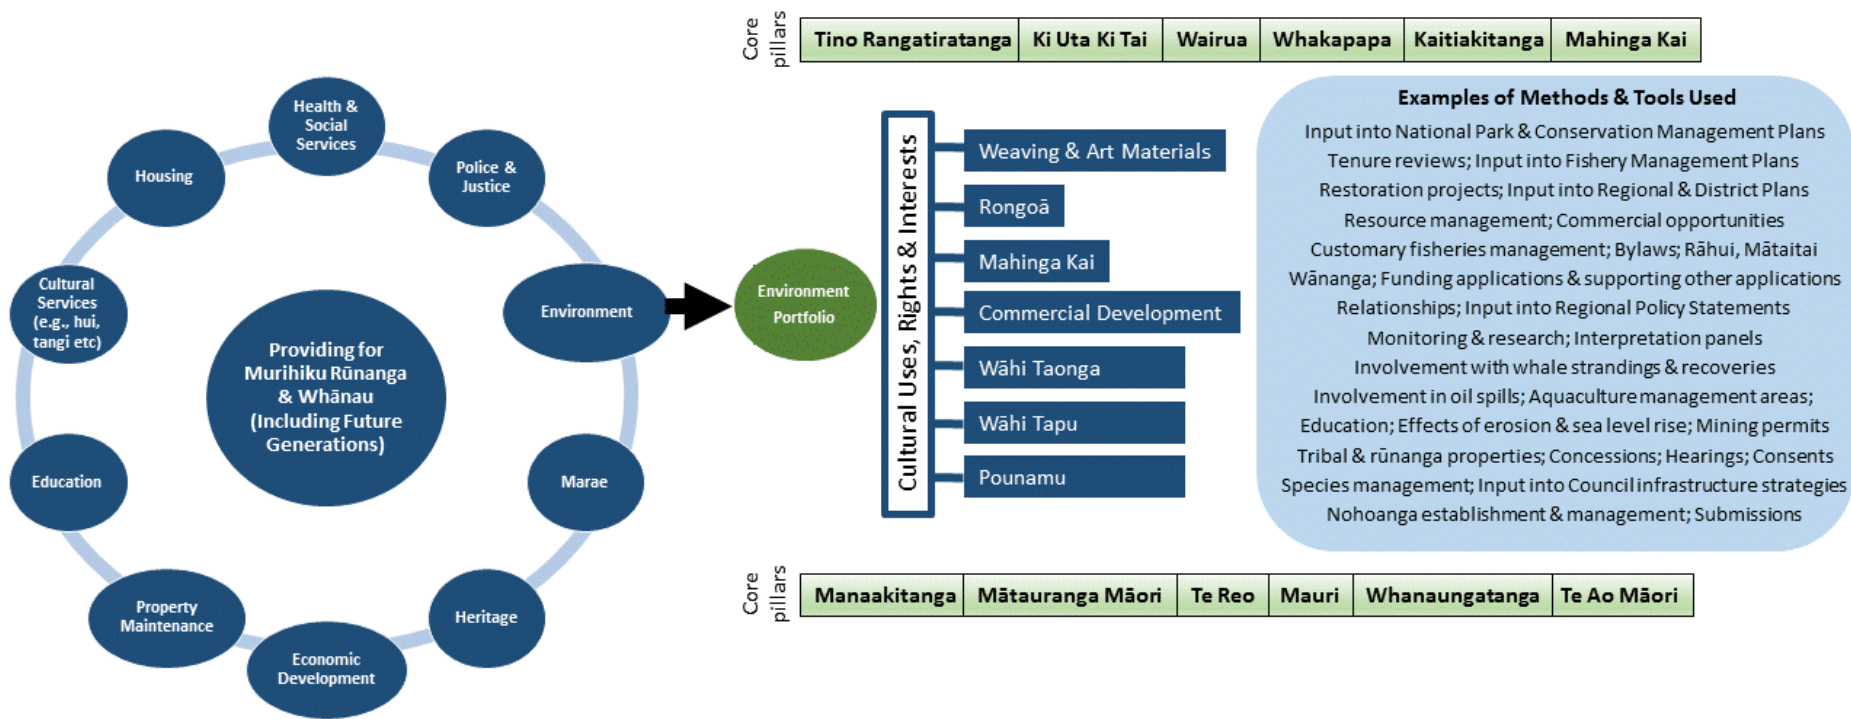 Core
pillars
Tino Rangatiratanga
Ki Uta Ki Tai
Wairua
Whakapapa
Kaitiakitanga
Mahinga Kai
Health &
Social
Services
Police &
Justice
Environment
Marae
Heritage
Economic
Development
Property
Maintenance
Education
Cultural
Services
(e.g., hui,
tangi etc)
Housing
Providing for
Murihiku Rūnanga
& Whānau
(Including Future
Generations)
Environment
Portfolio
Cultural Uses, Rights & Interests
Weaving & Art Materials
Rongoā
Mahinga Kai
Commercial Development
Wāhi Taonga
Wāhi Tapu
Pounamu
Examples of Methods & Tools Used
Input into National Park & Conservation Management Plans
Tenure reviews; Input into Fishery Management Plans
Restoration projects; Input into Regional & District Plans
Resource management; Commercial opportunities
Customary fisheries management; Bylaws; Rāhui, Mātaitai
Wānanga; Funding applications & supporting other applications
Relationships; Input into Regional Policy Statements
Monitoring & research; Interpretation panels
Involvement with whale strandings & recoveries
Involvement in oil spills; Aquaculture management areas;
Education; Effects of erosion & sea level rise; Mining permits
Tribal & rūnanga properties; Concessions; Hearings; Consents
Species management; Input into Council infrastructure strategies
Nohoanga establishment & management; Submissions
Core
pillars
Manaakitanga
Mātauranga Māori
Te Reo
Mauri
Whanaungatanga
Te Ao Māori